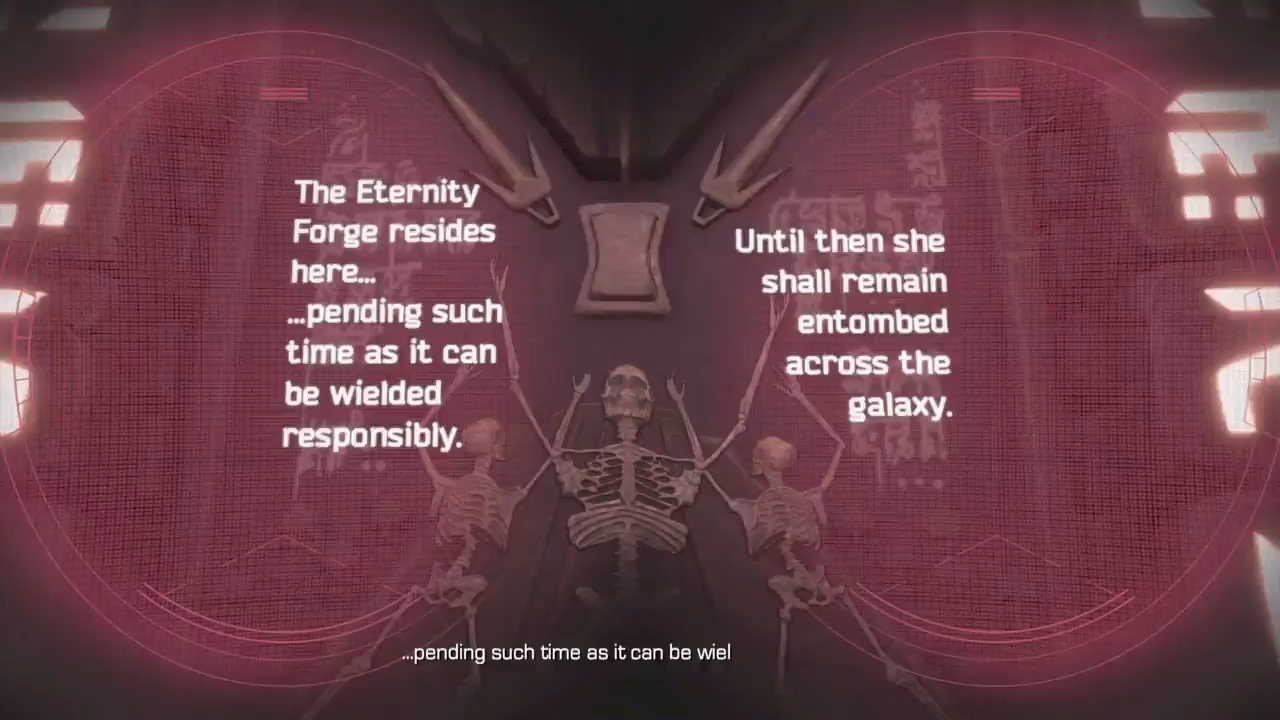 The Eternity
Forge resides
here...
...pending such
time as it can
be wielded
responsibly.
Until then she
shall remain
entombed
across the
galaxy.
...pending such time as it can be wiel